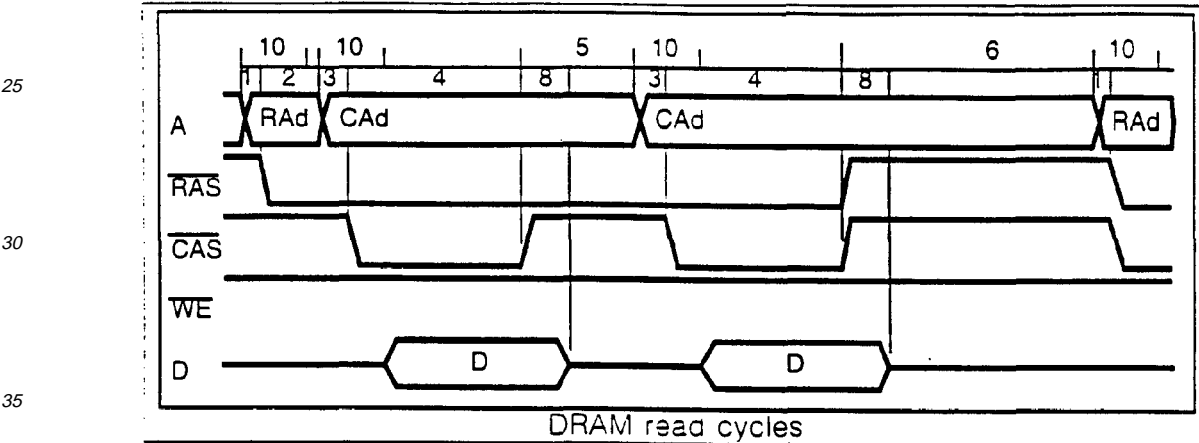 10 10 5 10 6 10
25
1 2 3 4 8 3 4 8 1
A RAd CAd CAd RAd
RAS
30
CAS
WE
D D D
35
DRAM read cycles